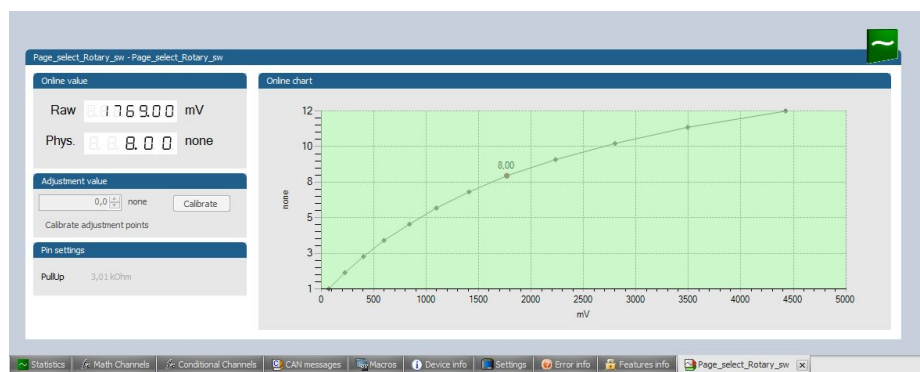 Page_select_Rotary_sw - Page_select_Rotary_sw
Online value
Raw 1769.00 mV
Phys. 8.00 none
Adjustment value
0,0 none Calibrate
Calibrate adjustment points
Pin settings
PullUp 3,01 kOhm
Online chart
12
10
8
5
3
1
none
8,00
0 500 1000 1500 2000 2500 3000 3500 4000 4500 5000
mV
Statistics Math Channels Conditional Channels CAN messages Macros Device info Settings Error info Features info Page_select_Rotary_sw